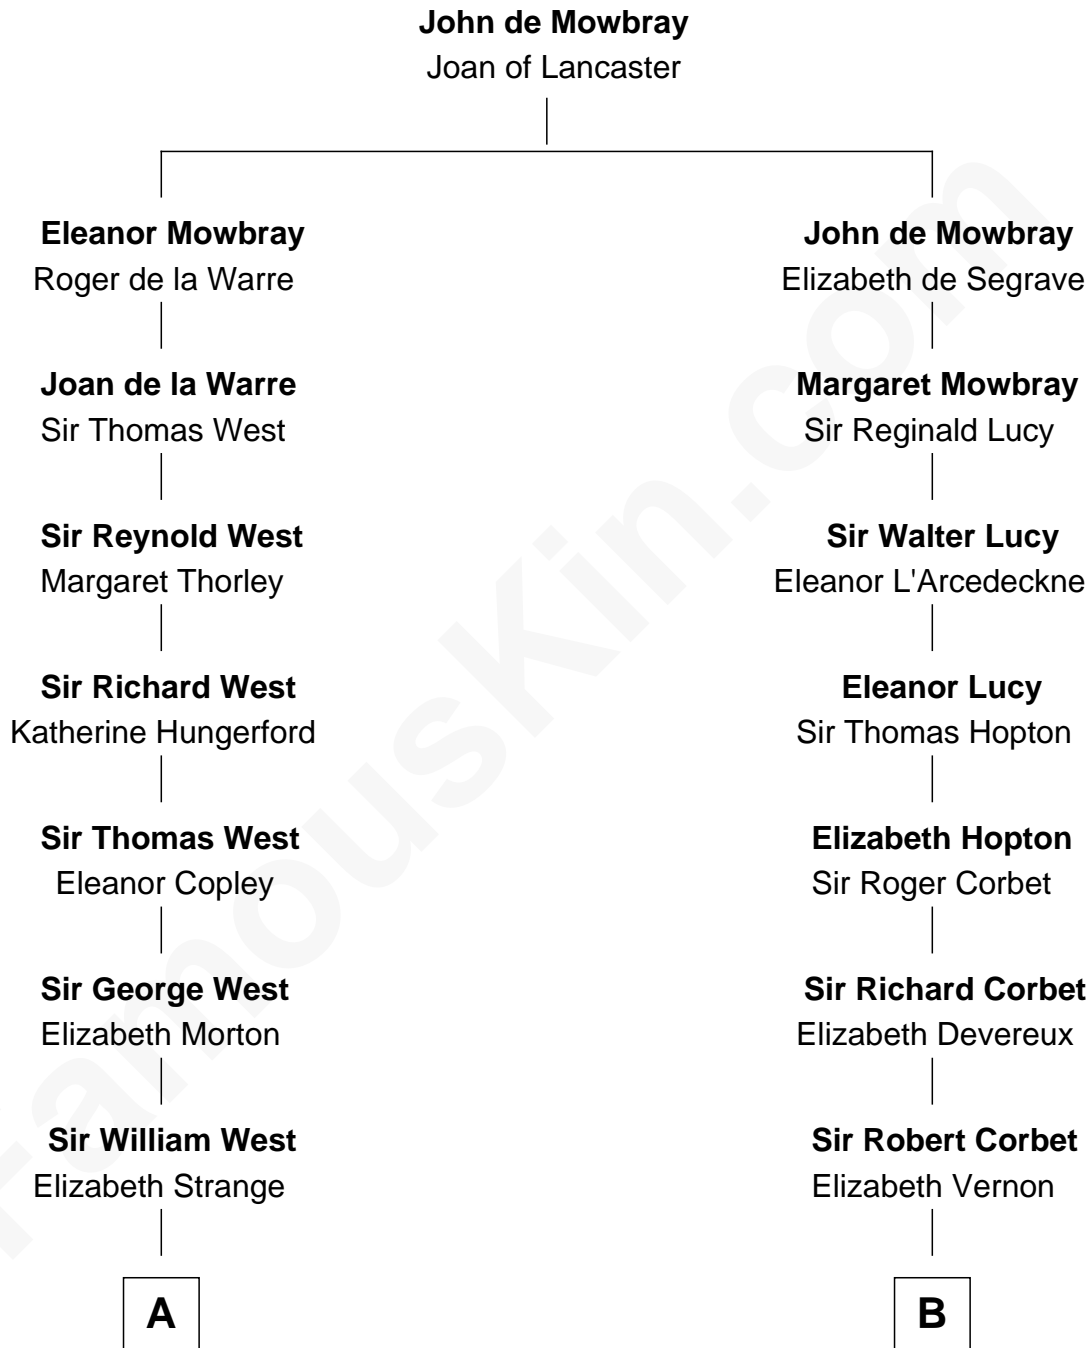 John de Mowbray
Joan of Lancaster
Eleanor Mowbray
Roger de la Warre
Joan de la Warre
Sir Thomas West
Sir Reynold West
Margaret Thorley
Sir Richard West
Katherine Hungerford
Sir Thomas West
Eleanor Copley
Sir George West
Elizabeth Morton
Sir William West
Elizabeth Strange
A
John de Mowbray
Elizabeth de Segrave
Margaret Mowbray
Sir Reginald Lucy
Sir Walter Lucy
Eleanor L'Arcedeckne
Eleanor Lucy
Sir Thomas Hopton
Elizabeth Hopton
Sir Roger Corbet
Sir Richard Corbet
Elizabeth Devereux
Sir Robert Corbet
Elizabeth Vernon
B
FamousKin.com